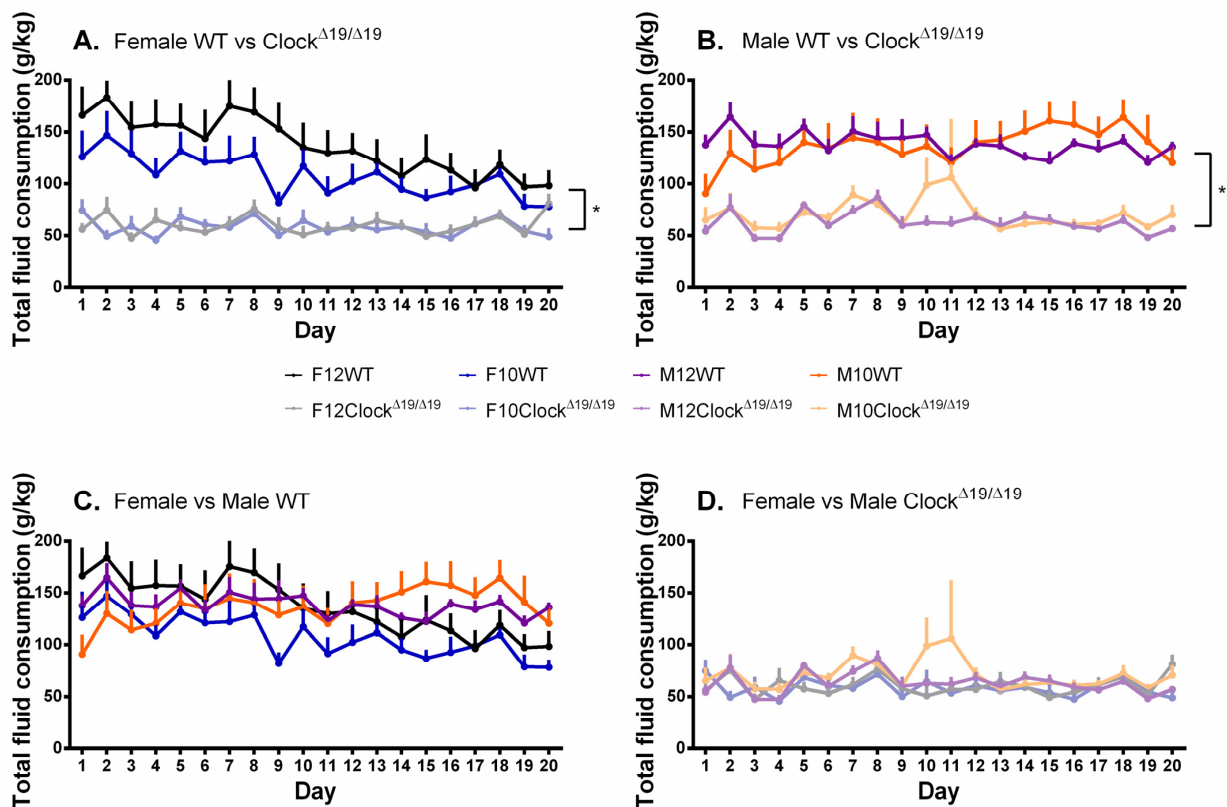 A. Female WT vs Clock^Δ19/Δ19
B. Male WT vs Clock^Δ19/Δ19
Total fluid consumption (g/kg)
200
150
100
50
0
*
1 2 3 4 5 6 7 8 9 10 11 12 13 14 15 16 17 18 19 20
Day
Total fluid consumption (g/kg)
200
150
100
50
0
*
1 2 3 4 5 6 7 8 9 10 11 12 13 14 15 16 17 18 19 20
Day
F12WT F10WT M12WT M10WT
F12Clock^Δ19/Δ19 F10Clock^Δ19/Δ19 M12Clock^Δ19/Δ19 M10Clock^Δ19/Δ19
C. Female vs Male WT
D. Female vs Male Clock^Δ19/Δ19
Total fluid consumption (g/kg)
200
150
100
50
0
1 2 3 4 5 6 7 8 9 10 11 12 13 14 15 16 17 18 19 20
Day
Total fluid consumption (g/kg)
200
150
100
50
0
1 2 3 4 5 6 7 8 9 10 11 12 13 14 15 16 17 18 19 20
Day